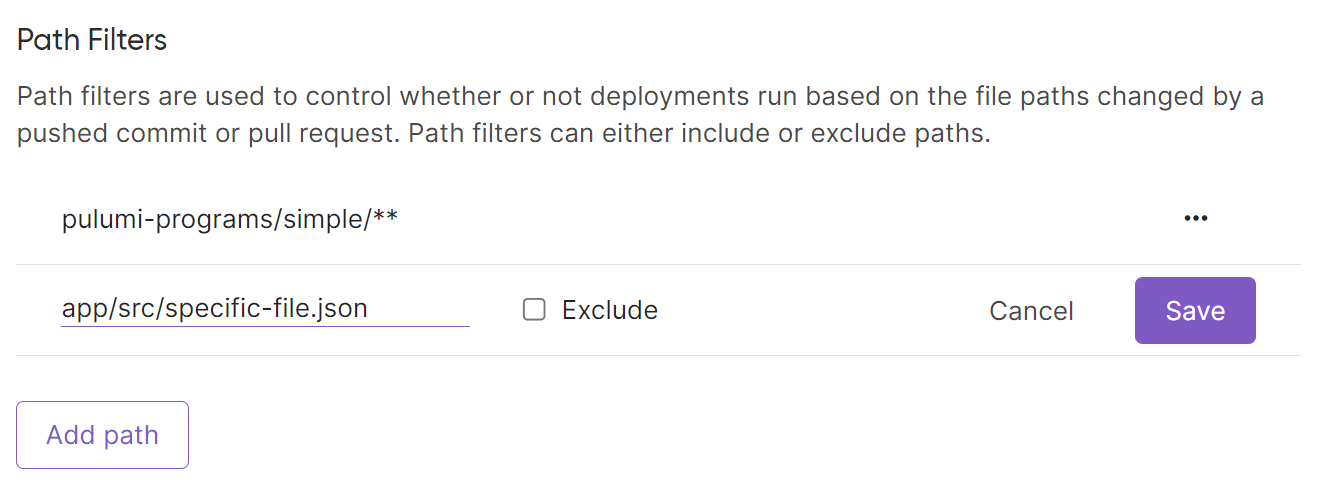 Path Filters
Path filters are used to control whether or not deployments run based on the file paths changed by a
pushed commit or pull request. Path filters can either include or exclude paths.
pulumi-programs/simple/** •••
app/src/specific-file.json Exclude Cancel Save
Add path